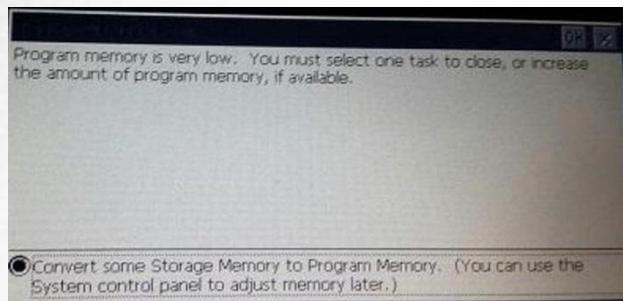 OK ×
Program memory is very low. You must select one task to close, or increase
the amount of program memory, if available.
Convert some Storage Memory to Program Memory. (You can use the
System control panel to adjust memory later.)